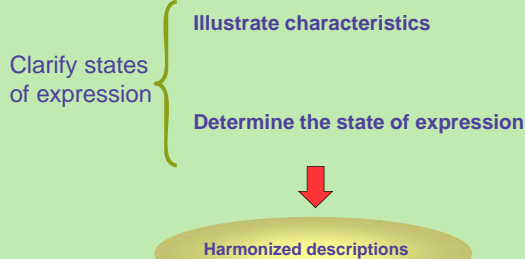 Illustrate characteristics
Clarify states
of expression
Determine the state of expression
Harmonized descriptions